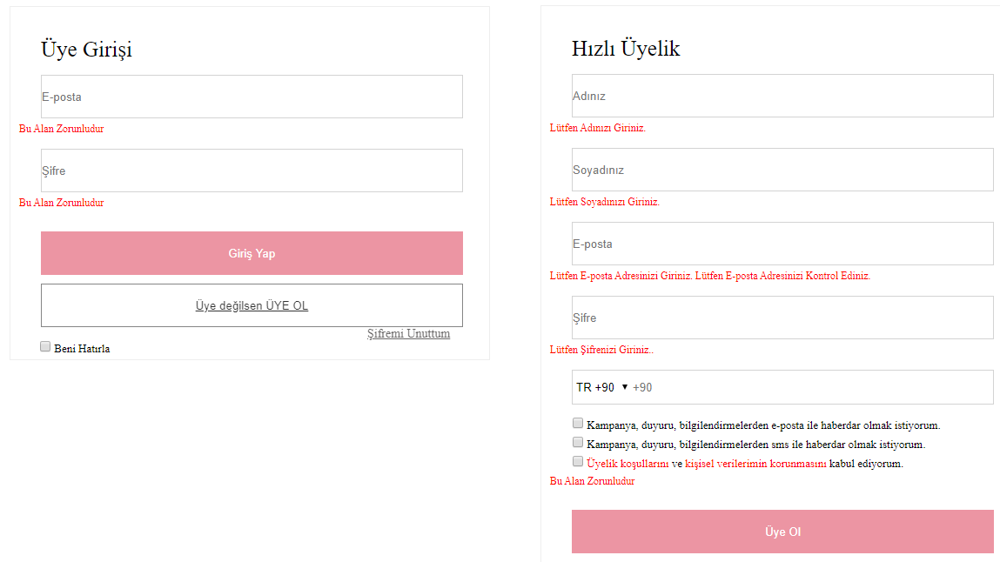 Üye Girişi
E-posta
Bu Alan Zorunludur
Şifre
Bu Alan Zorunludur
Giriş Yap
Üye değilsen ÜYE OL
Şifremi Unuttum
Beni Hatırla
Hızlı Üyelik
Adınız
Lütfen Adınızı Giriniz.
Soyadınız
Lütfen Soyadınızı Giriniz.
E-posta
Lütfen E-posta Adresinizi Giriniz. Lütfen E-posta Adresinizi Kontrol Ediniz.
Şifre
Lütfen Şifrenizi Giriniz..
TR +90 ▼ +90
Kampanya, duyuru, bilgilendirmelerden e-posta ile haberdar olmak istiyorum.
Kampanya, duyuru, bilgilendirmelerden sms ile haberdar olmak istiyorum.
Üyelik koşullarını ve kişisel verilerimin korunmasını kabul ediyorum.
Bu Alan Zorunludur
Üye Ol